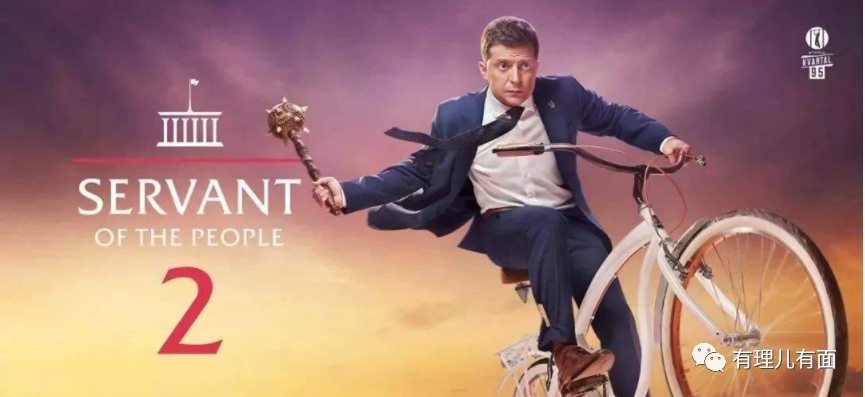 SERVANT
OF THE PEOPLE
2
KVARTAL
95
有理儿有面